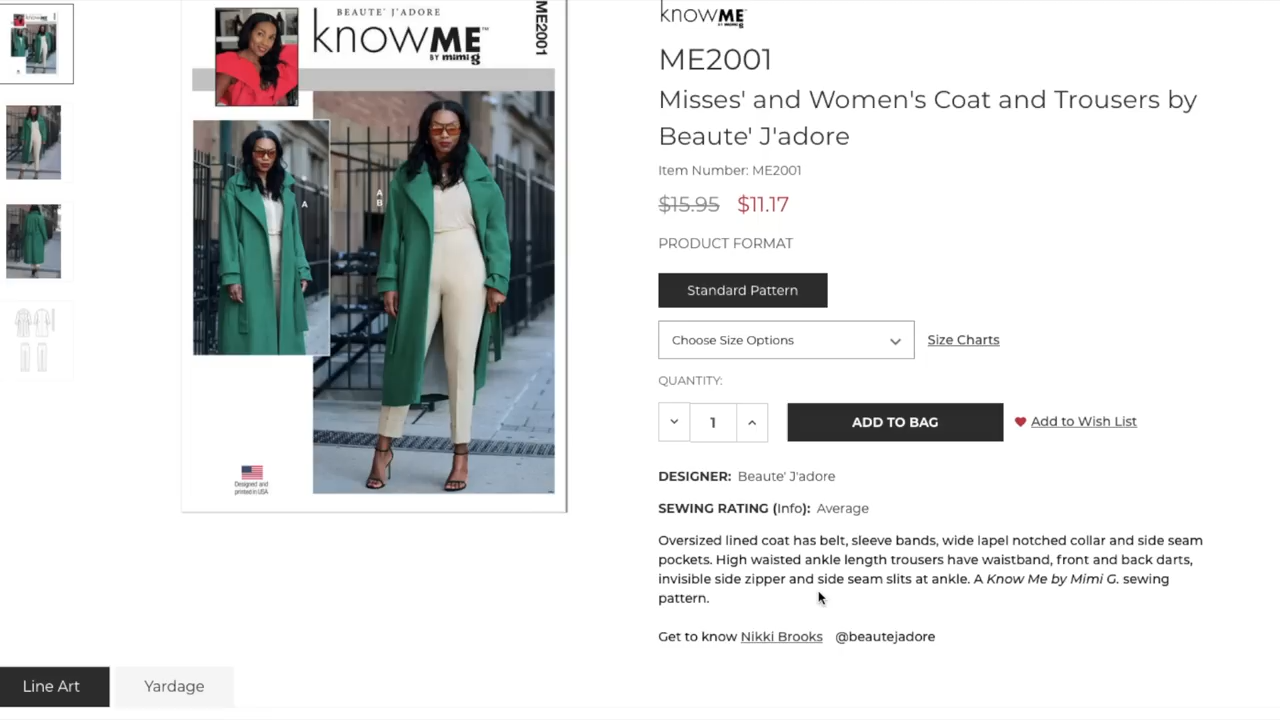 BEAUTE' J'ADORE
knowME™
BY mimi g
ME2001
A
A
B
Designed and
printed in USA
knowME
BY mimi g
ME2001
Misses' and Women's Coat and Trousers by
Beaute' J'adore
Item Number: ME2001
$15.95 $11.17
PRODUCT FORMAT
Standard Pattern
Choose Size Options
Size Charts
QUANTITY:
1
ADD TO BAG
Add to Wish List
DESIGNER: Beaute' J'adore
SEWING RATING (Info): Average
Oversized lined coat has belt, sleeve bands, wide lapel notched collar and side seam
pockets. High waisted ankle length trousers have waistband, front and back darts,
invisible side zipper and side seam slits at ankle. A Know Me by Mimi G. sewing
pattern.
Get to know Nikki Brooks @beautejadore
Line Art
Yardage